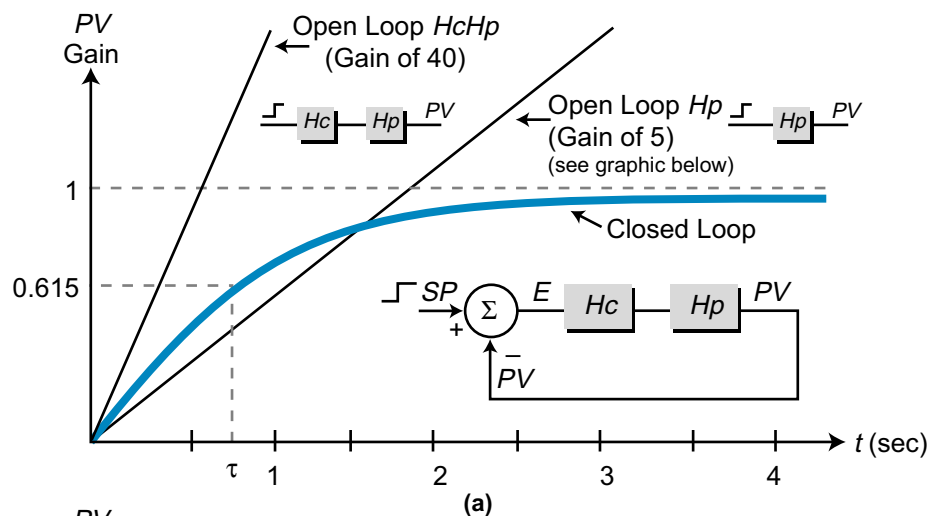 PV
Gain
Open Loop HcHp
(Gain of 40)
Hc
Hp
PV
Open Loop Hp
(Gain of 5)
(see graphic below)
Hp
PV
1
Closed Loop
0.615
SP
+
Σ
E
Hc
Hp
PV
–
PV
τ
1
2
3
4
t (sec)
(a)